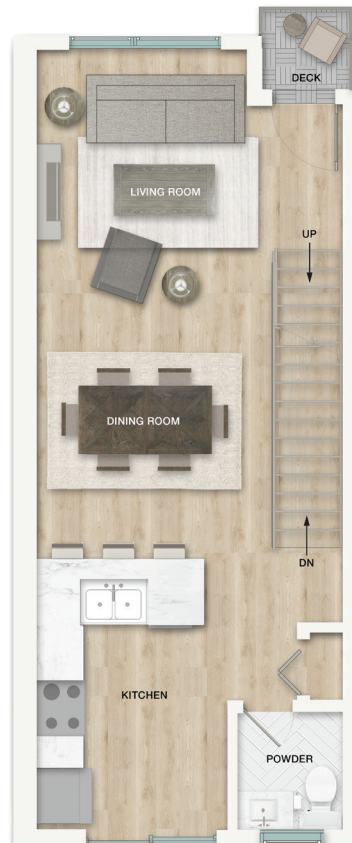 DECK
LIVING ROOM
UP
DINING ROOM
DN
KITCHEN
POWDER